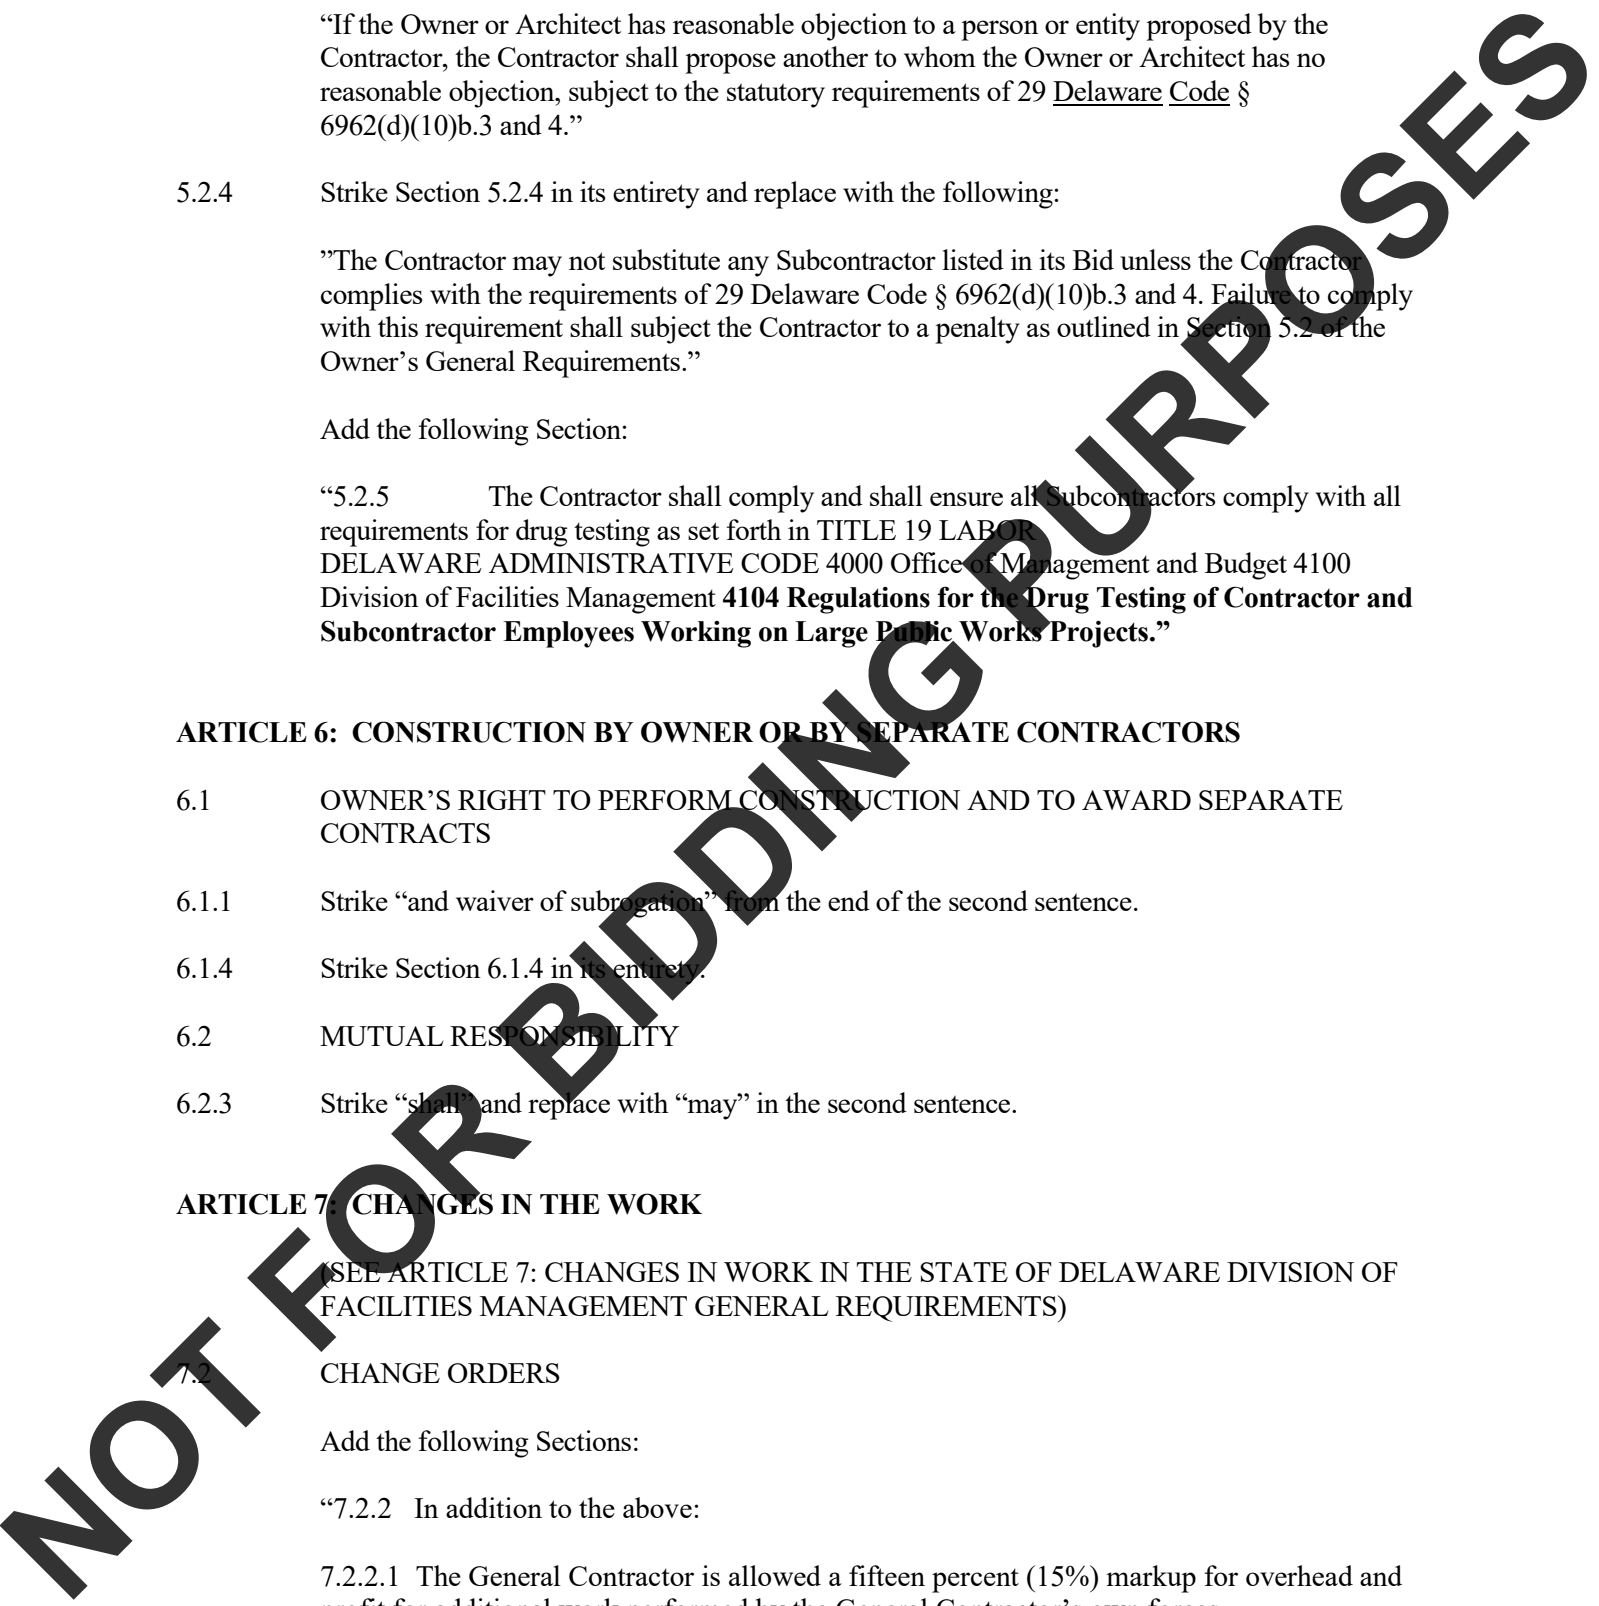 “If the Owner or Architect has reasonable objection to a person or entity proposed by the
Contractor, the Contractor shall propose another to whom the Owner or Architect has no
reasonable objection, subject to the statutory requirements of 29 Delaware Code §
6962(d)(10)b.3 and 4.”
5.2.4 Strike Section 5.2.4 in its entirety and replace with the following:
”The Contractor may not substitute any Subcontractor listed in its Bid unless the Contractor
complies with the requirements of 29 Delaware Code § 6962(d)(10)b.3 and 4. Failure to comply
with this requirement shall subject the Contractor to a penalty as outlined in Section 5.2 of the
Owner’s General Requirements.”
Add the following Section:
“5.2.5 The Contractor shall comply and shall ensure all Subcontractors comply with all
requirements for drug testing as set forth in TITLE 19 LABOR
DELAWARE ADMINISTRATIVE CODE 4000 Office of Management and Budget 4100
Division of Facilities Management 4104 Regulations for the Drug Testing of Contractor and
Subcontractor Employees Working on Large Public Works Projects.”
ARTICLE 6: CONSTRUCTION BY OWNER OR BY SEPARATE CONTRACTORS
6.1 OWNER’S RIGHT TO PERFORM CONSTRUCTION AND TO AWARD SEPARATE
CONTRACTS
6.1.1 Strike “and waiver of subrogation” from the end of the second sentence.
6.1.4 Strike Section 6.1.4 in its entirety.
6.2 MUTUAL RESPONSIBILITY
6.2.3 Strike “shall” and replace with “may” in the second sentence.
ARTICLE 7: CHANGES IN THE WORK
(SEE ARTICLE 7: CHANGES IN WORK IN THE STATE OF DELAWARE DIVISION OF
FACILITIES MANAGEMENT GENERAL REQUIREMENTS)
7.2 CHANGE ORDERS
Add the following Sections:
“7.2.2 In addition to the above:
7.2.2.1 The General Contractor is allowed a fifteen percent (15%) markup for overhead and
profit for additional work performed by the General Contractor’s own forces
NOT FOR BIDDING PURPOSES